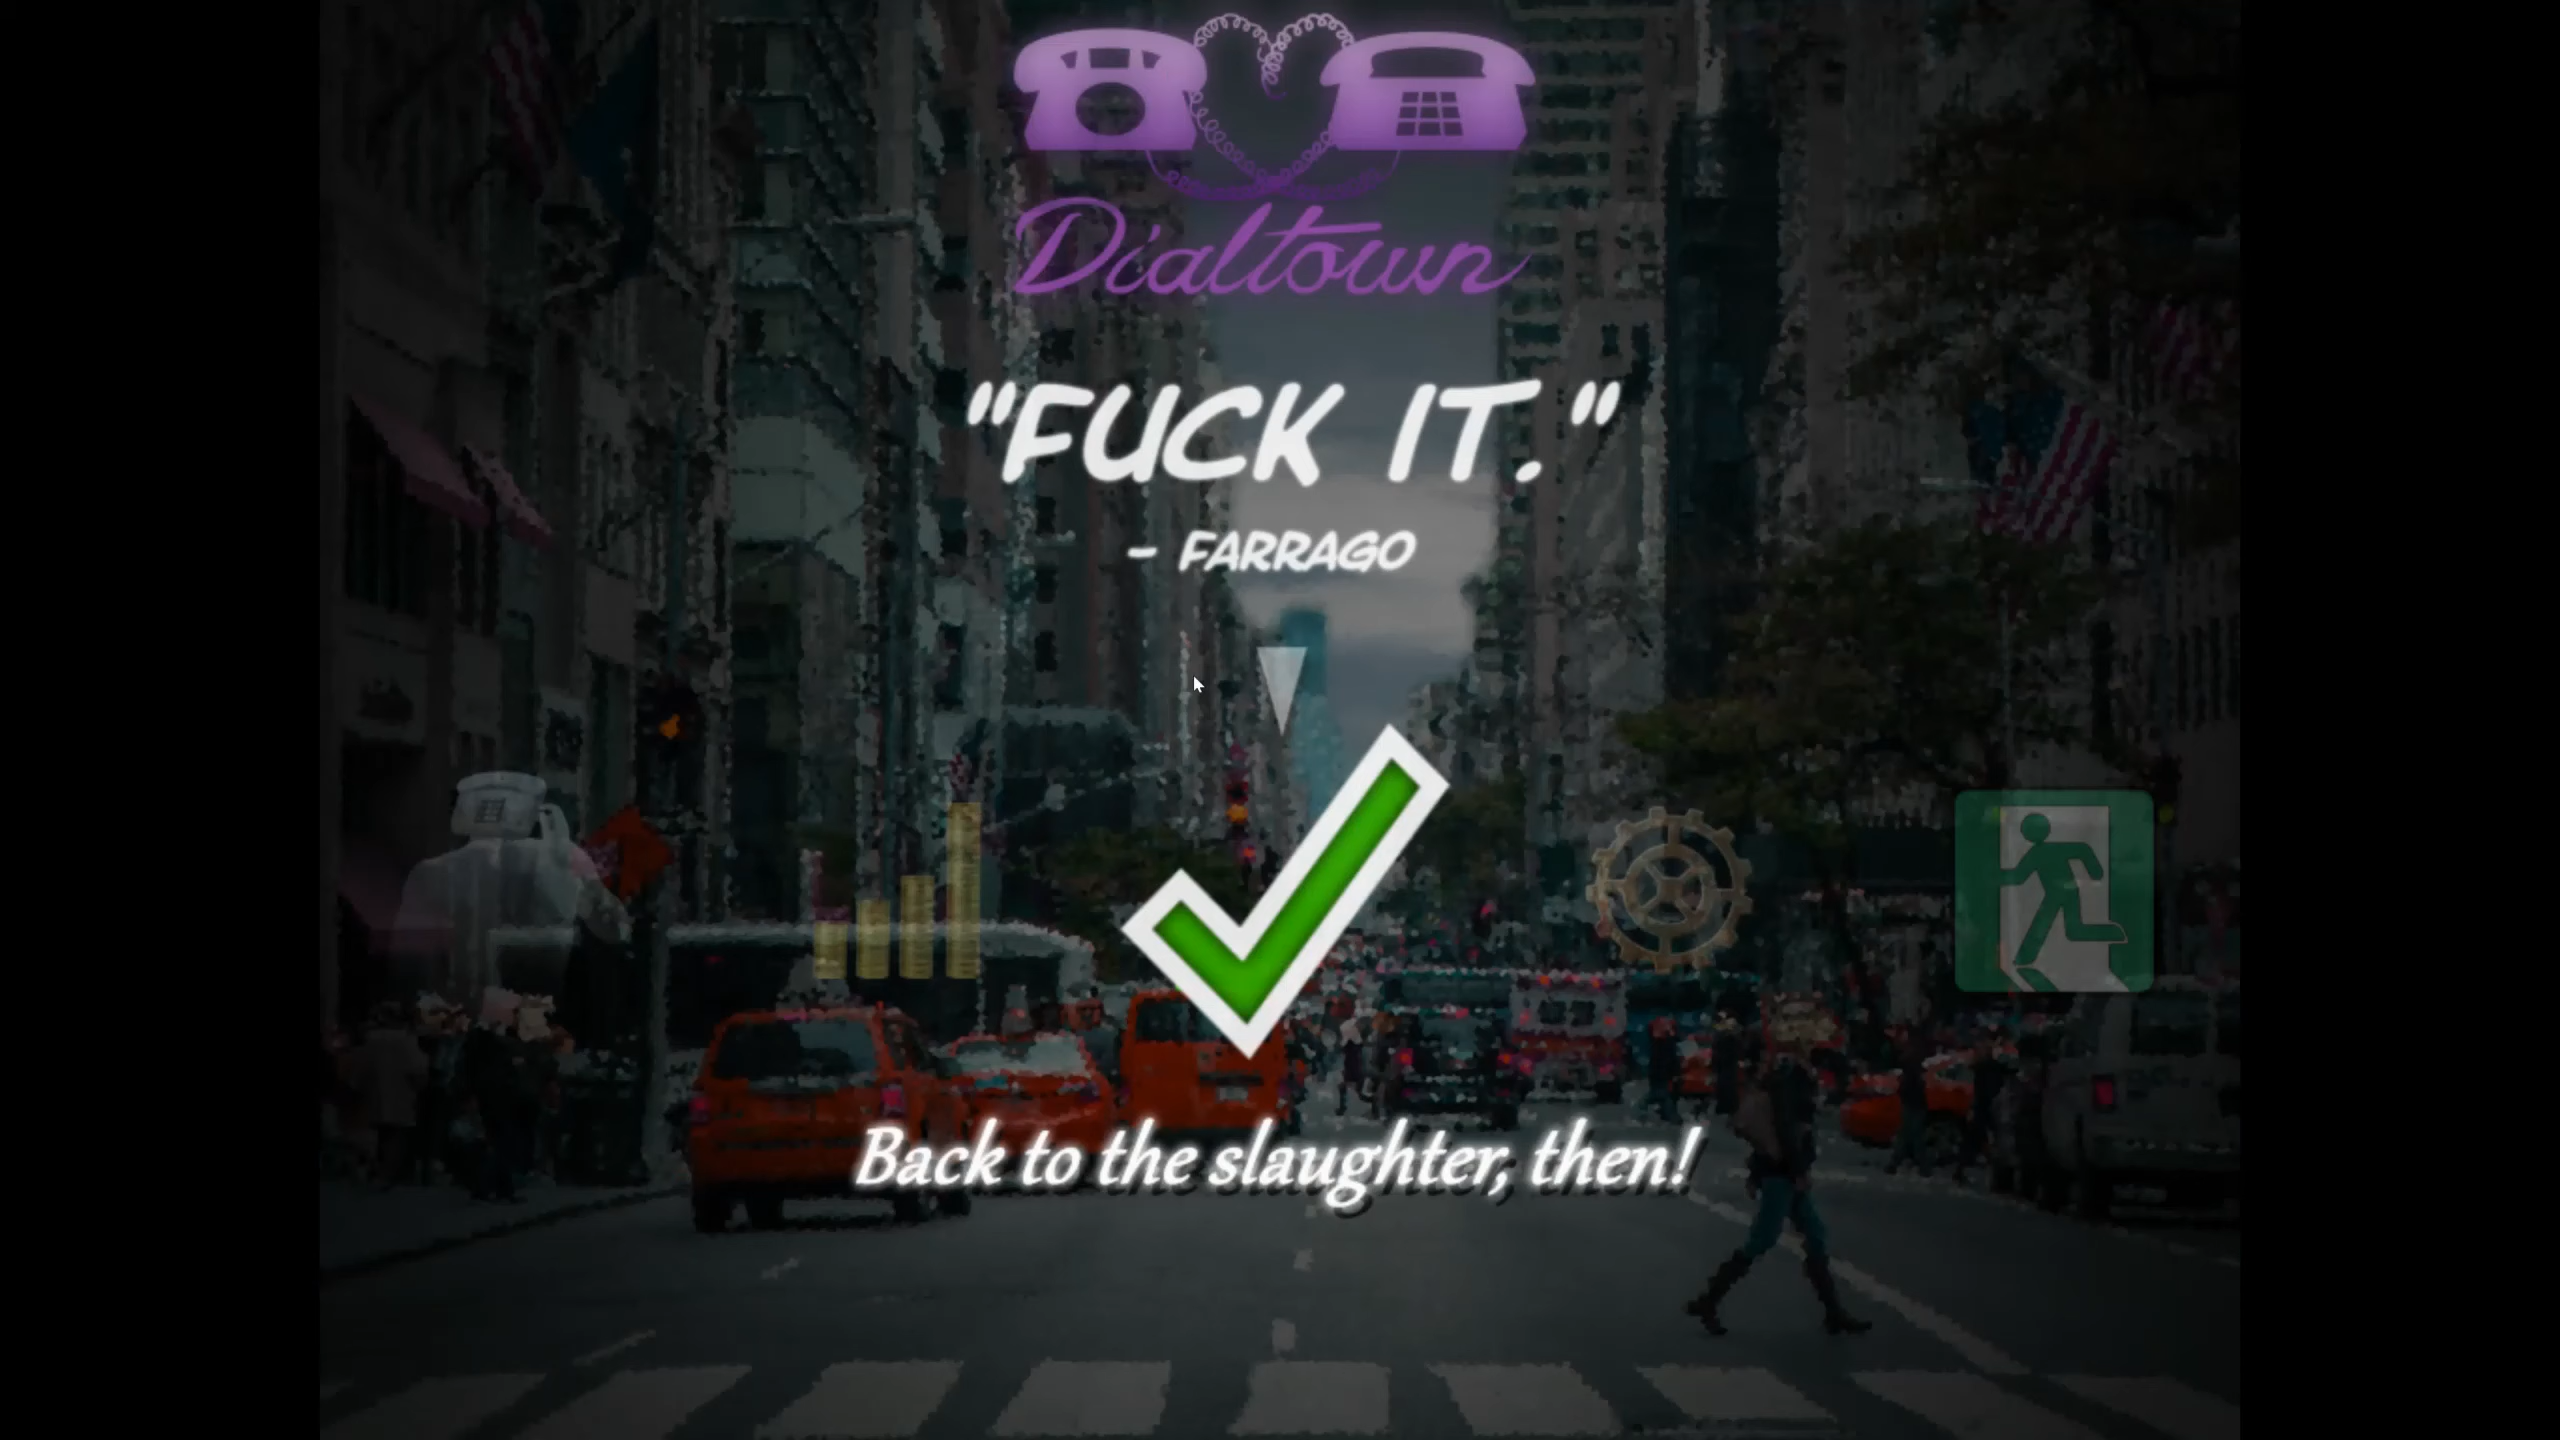 Dialtown
"FUCK IT."
- FARRAGO
Back to the slaughter, then!